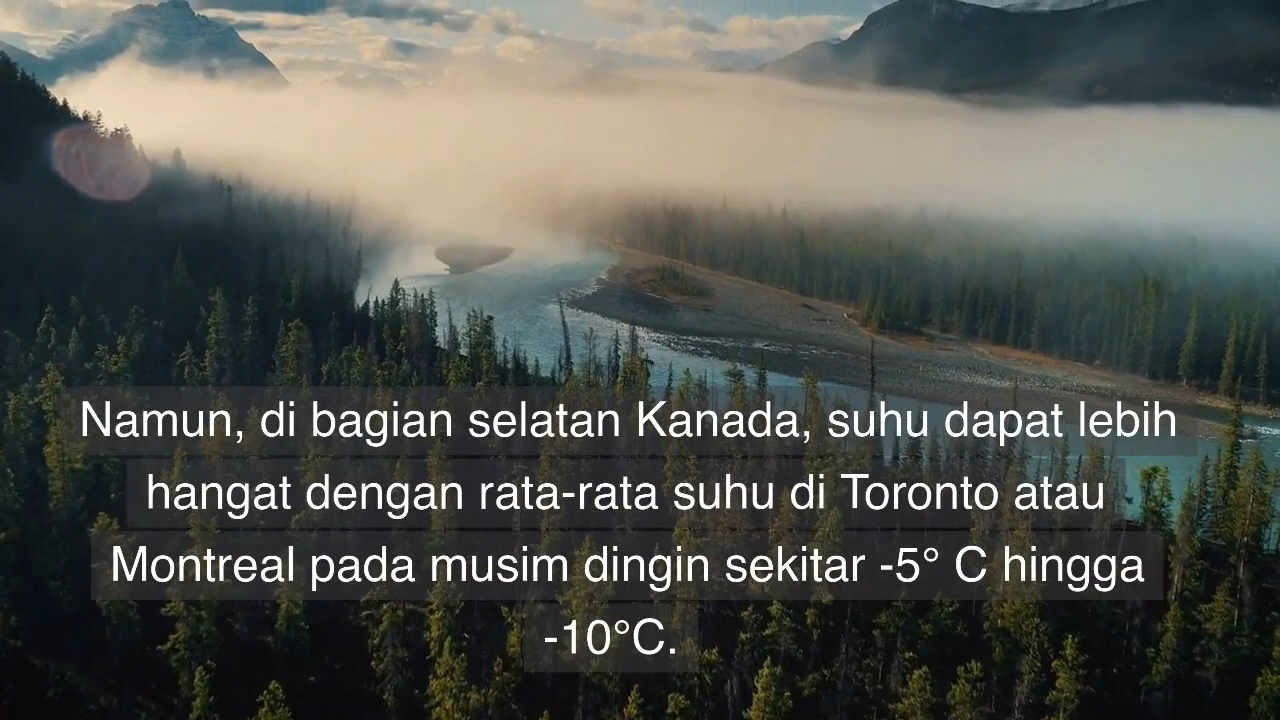 Namun, di bagian selatan Kanada, suhu dapat lebih
hangat dengan rata-rata suhu di Toronto atau
Montreal pada musim dingin sekitar -5° C hingga
-10°C.